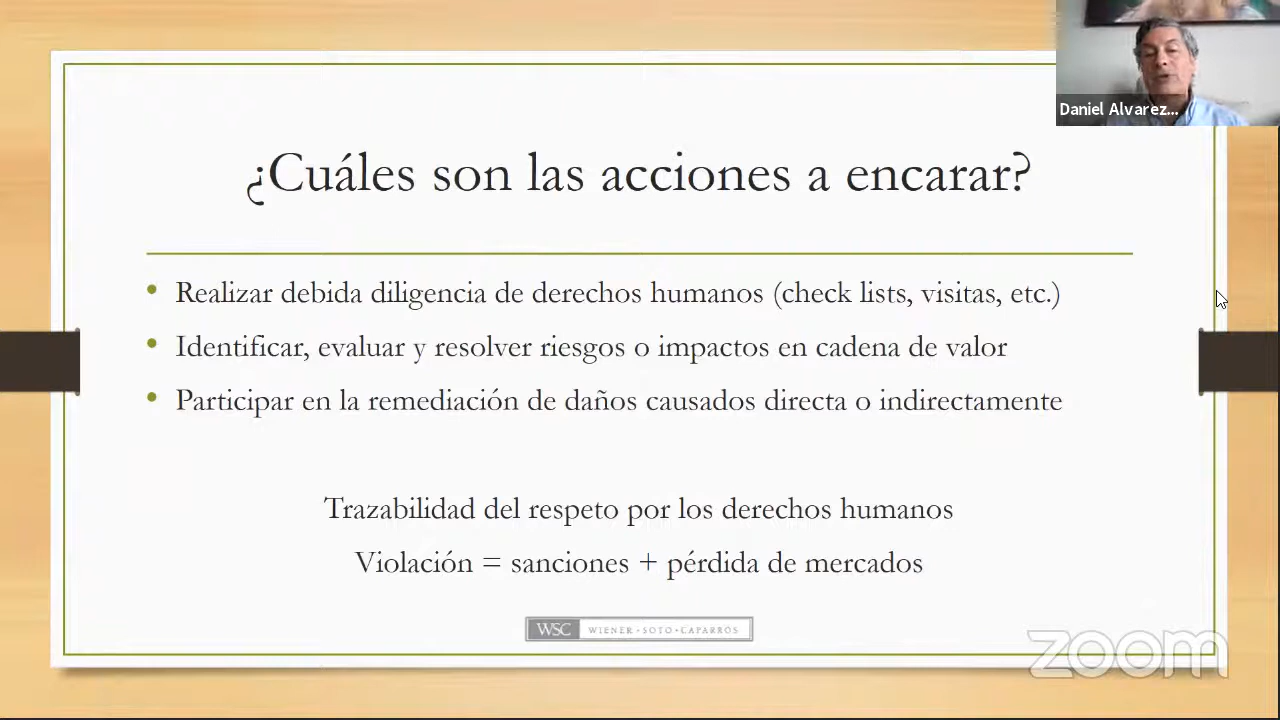 Daniel Alvarez...
¿Cuáles son las acciones a encarar?
• Realizar debida diligencia de derechos humanos (check lists, visitas, etc.)
• Identificar, evaluar y resolver riesgos o impactos en cadena de valor
• Participar en la remediación de daños causados directa o indirectamente
Trazabilidad del respeto por los derechos humanos
Violación = sanciones + pérdida de mercados
WSC WIENER•SOTO•CAPARRÓS
zoom